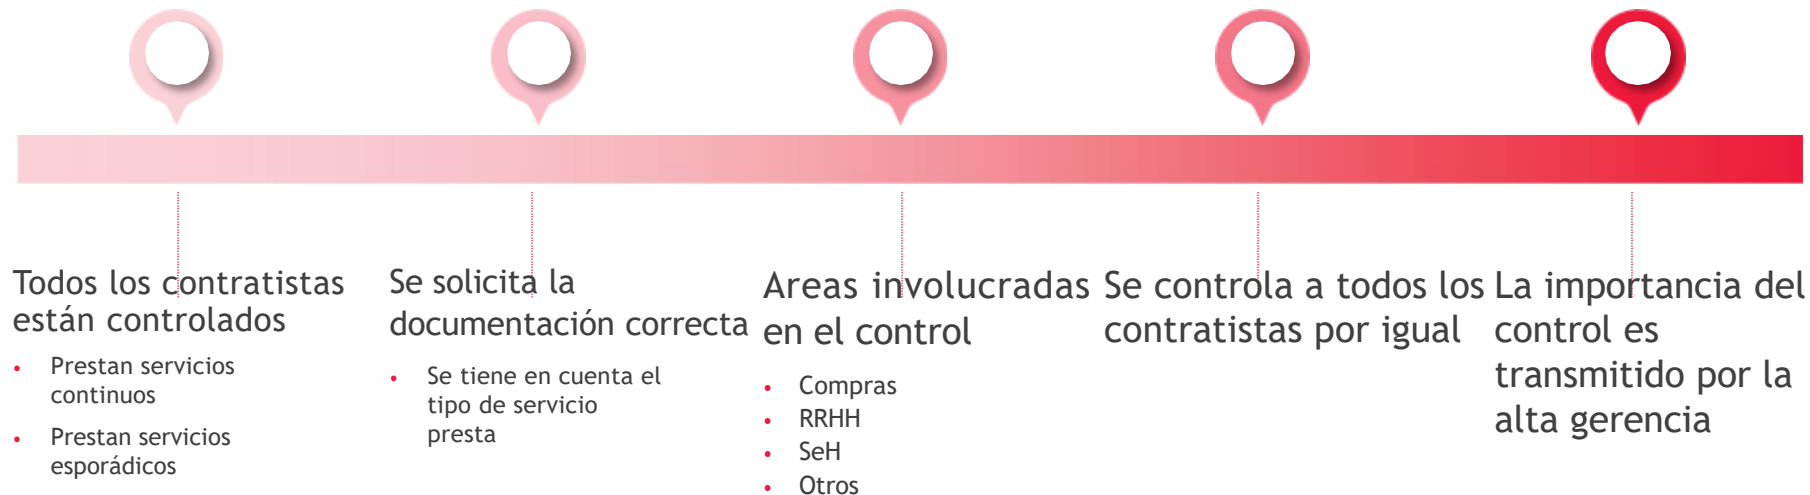 Todos los contratistas
están controlados
• Prestan servicios
continuos
• Prestan servicios
esporádicos
Se solicita la
documentación correcta
• Se tiene en cuenta el
tipo de servicio
presta
Areas involucradas
en el control
• Compras
• RRHH
• SeH
• Otros
Se controla a todos los
contratistas por igual
La importancia del
control es
transmitido por la
alta gerencia